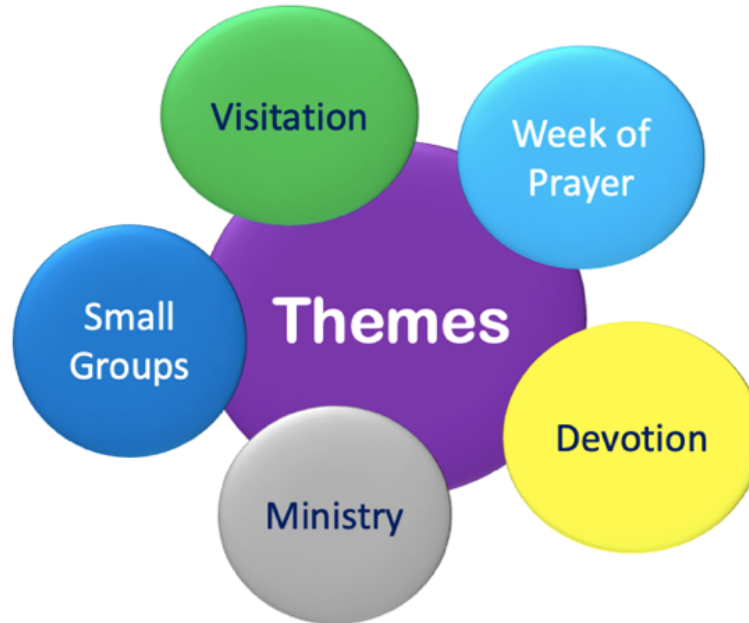 Visitation
Week of
Prayer
Small
Groups
Themes
Devotion
Ministry